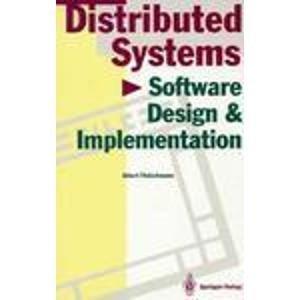 Distributed
Systems
Software
Design &
Implementation
Albert Fleischmann
Springer-Verlag